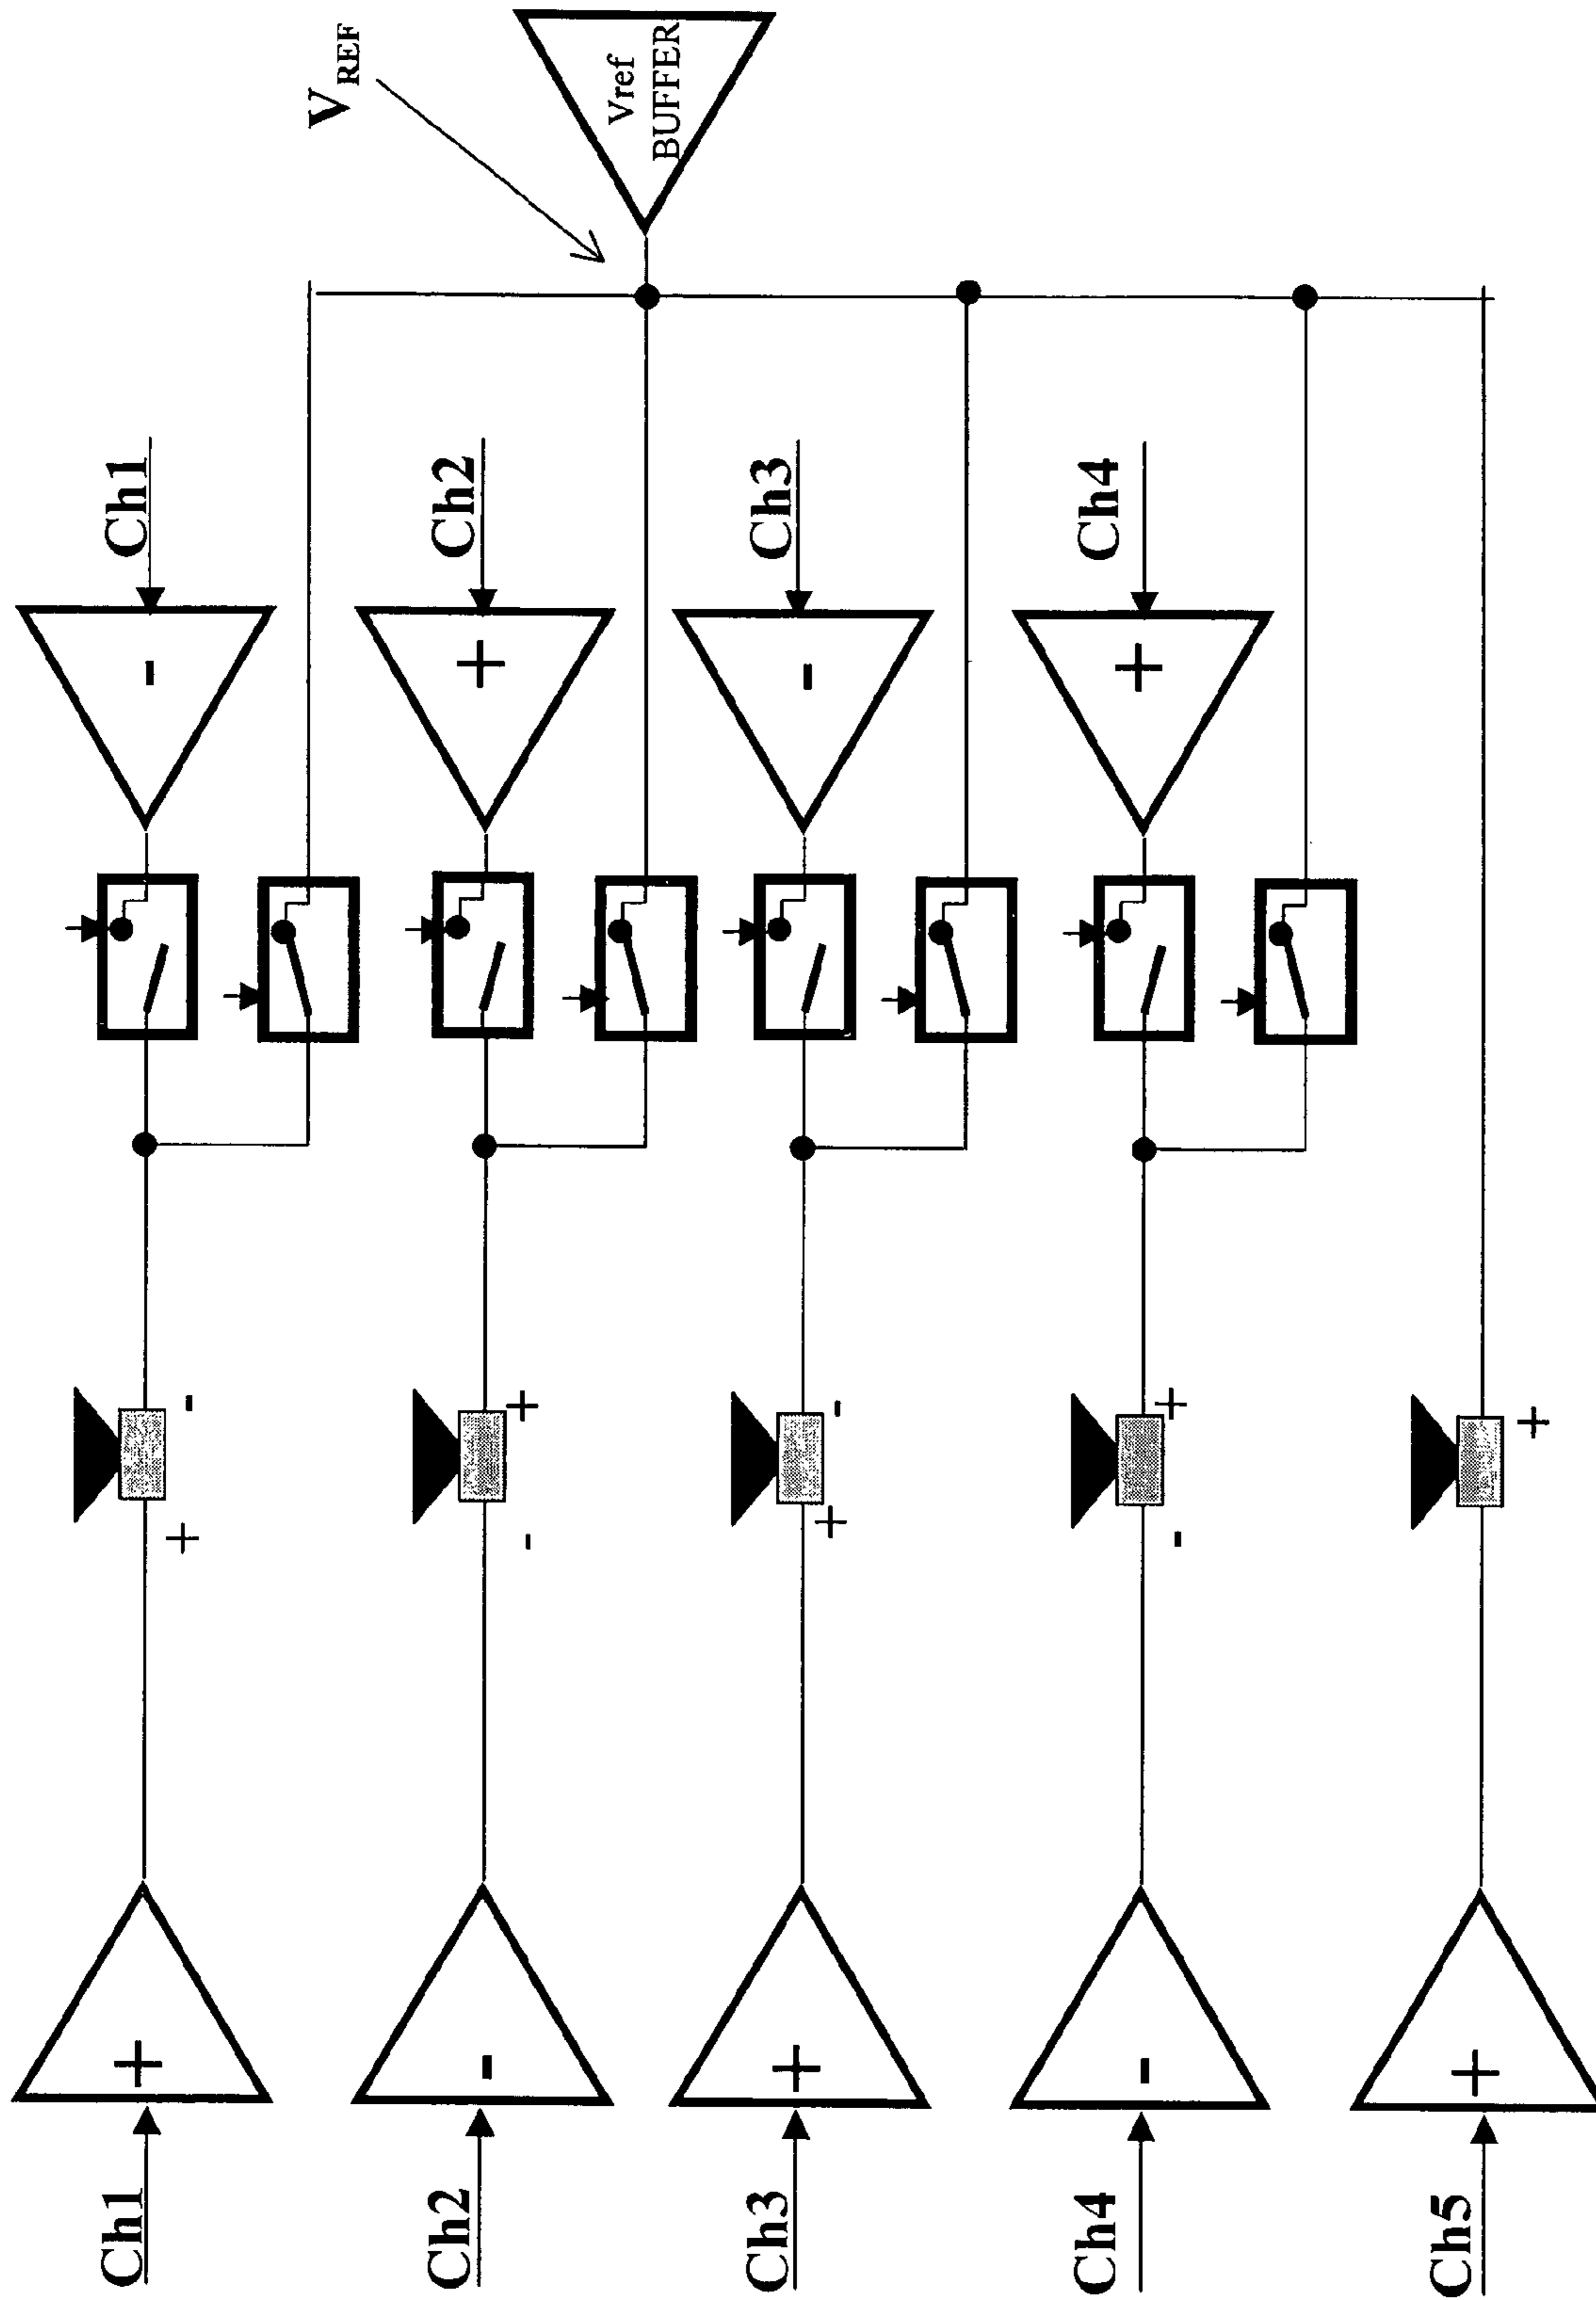 Ch1 + + - - Ch1
VREF
Ch2 - - + + Ch2
Vref
BUFFER
Ch3 + + - - Ch3
Ch4 - - + + Ch4
Ch5 + +